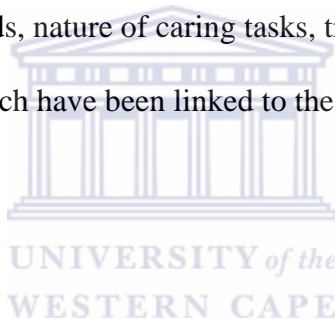 ds, nature of caring tasks, t
ch have been linked to the
UNIVERSITY of the
WESTERN CAPE